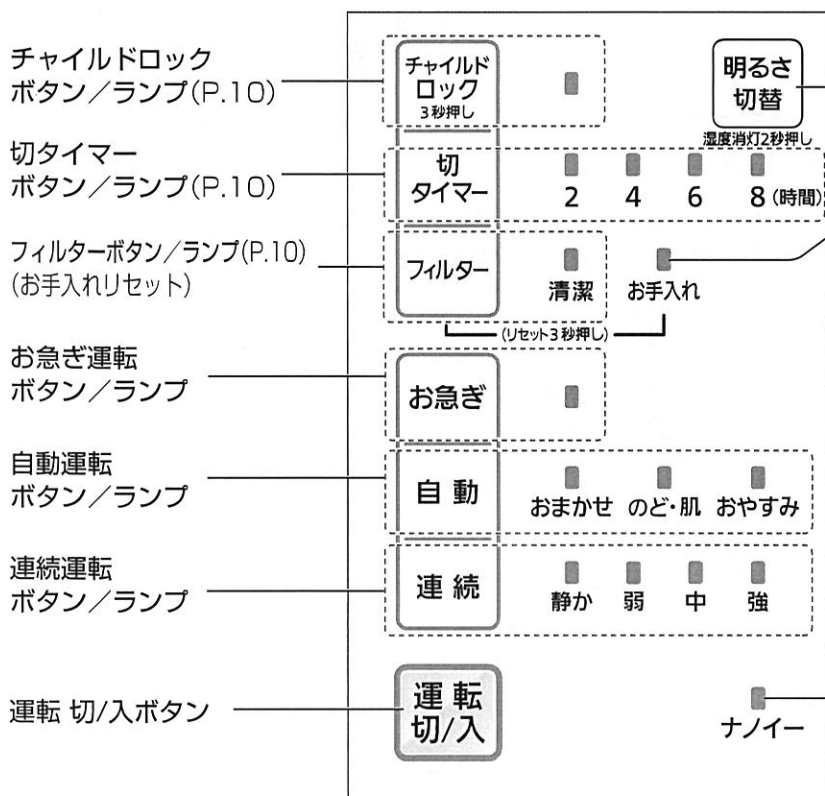 チャイルドロック
ボタン／ランプ(P.10)
チャイルド
ロック
3秒押し
明るさ
切替
湿度消灯2秒押し
切タイマー
ボタン／ランプ(P.10)
切
タイマー
2 4 6 8(時間)
フィルターボタン／ランプ(P.10)
(お手入れリセット)
フィルター
清潔 お手入れ
(リセット3秒押し)
お急ぎ運転
ボタン／ランプ
お急ぎ
自動運転
ボタン／ランプ
自動
おまかせ のど・肌 おやすみ
連続運転
ボタン／ランプ
連続
静か 弱 中 強
運転 切/入ボタン
運転
切/入
ナノイー